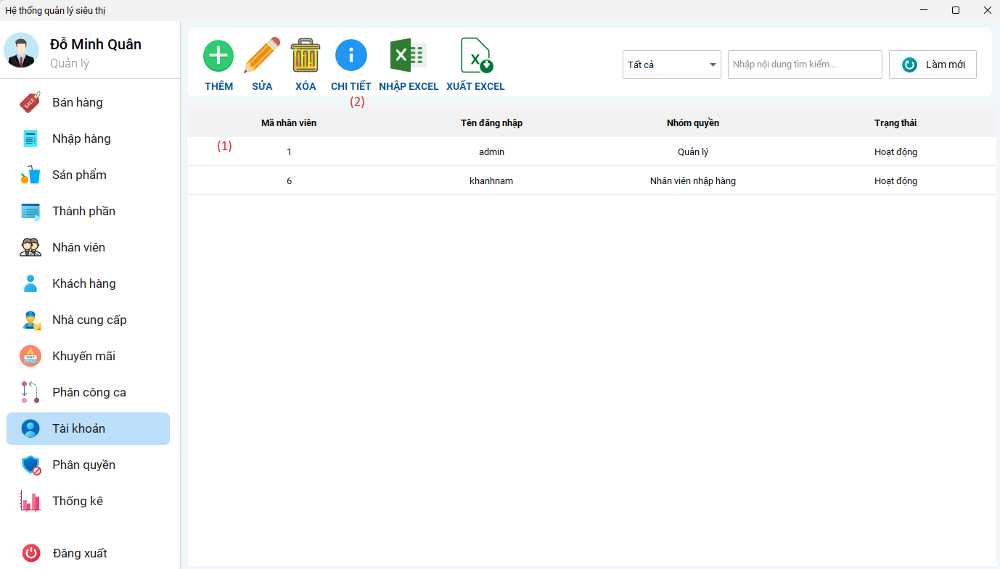 Hệ thống quản lý siêu thị
Đỗ Minh Quân
Quản lý
Bán hàng
Nhập hàng
Sản phẩm
Thành phần
Nhân viên
Khách hàng
Nhà cung cấp
Khuyến mãi
Phân công ca
Tài khoản
Phân quyền
Thống kê
Đăng xuất
THÊM SỬA XÓA CHI TIẾT NHẬP EXCEL XUẤT EXCEL
(2)
Tất cả Nhập nội dung tìm kiếm... Làm mới
Mã nhân viên Tên đăng nhập Nhóm quyền Trạng thái
(1)
1 admin Quản lý Hoạt động
6 khanhnam Nhân viên nhập hàng Hoạt động